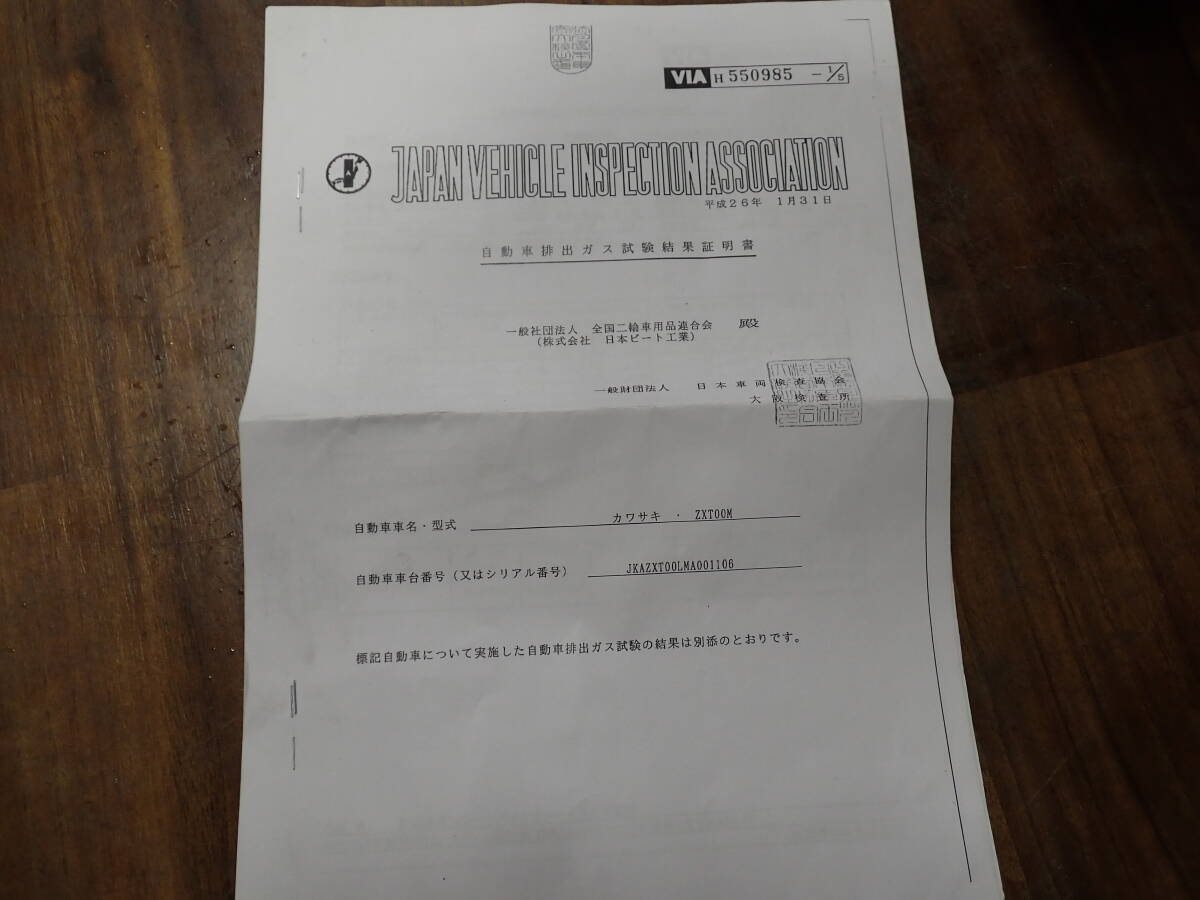 VIA H 550985 -1/5
JAPAN VEHICLE INSPECTION ASSOCIATION
平成26年 1月31日
自動車排出ガス試験結果証明書
一般社団法人 全国二輪車用品連合会 殿
(株式会社 日本ビート工業)
一般財団法人 日本車両検査協会
大阪検査所
自動車車名・型式 カワサキ ・ ZXT00M
自動車車台番号(又はシリアル番号) JKAZXT00LMA001106
標記自動車について実施した自動車排出ガス試験の結果は別添のとおりです。